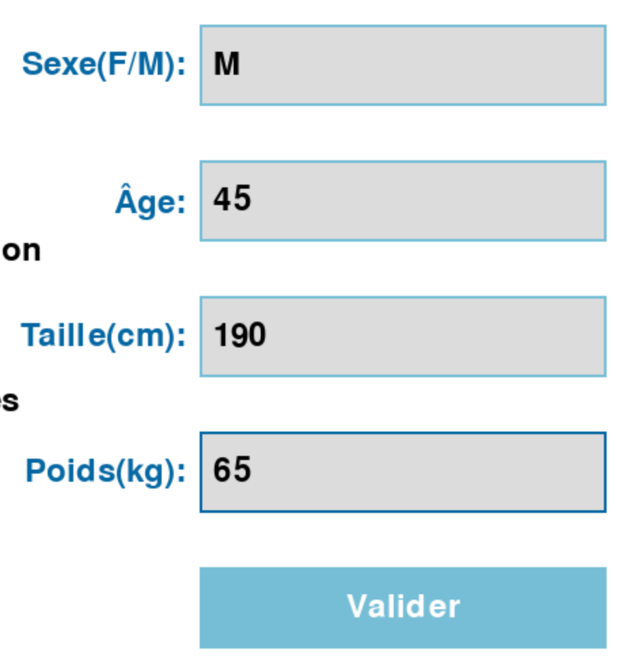 Sexe(F/M): M
Âge: 45
on
Taille(cm): 190
es
Poids(kg): 65
Valider